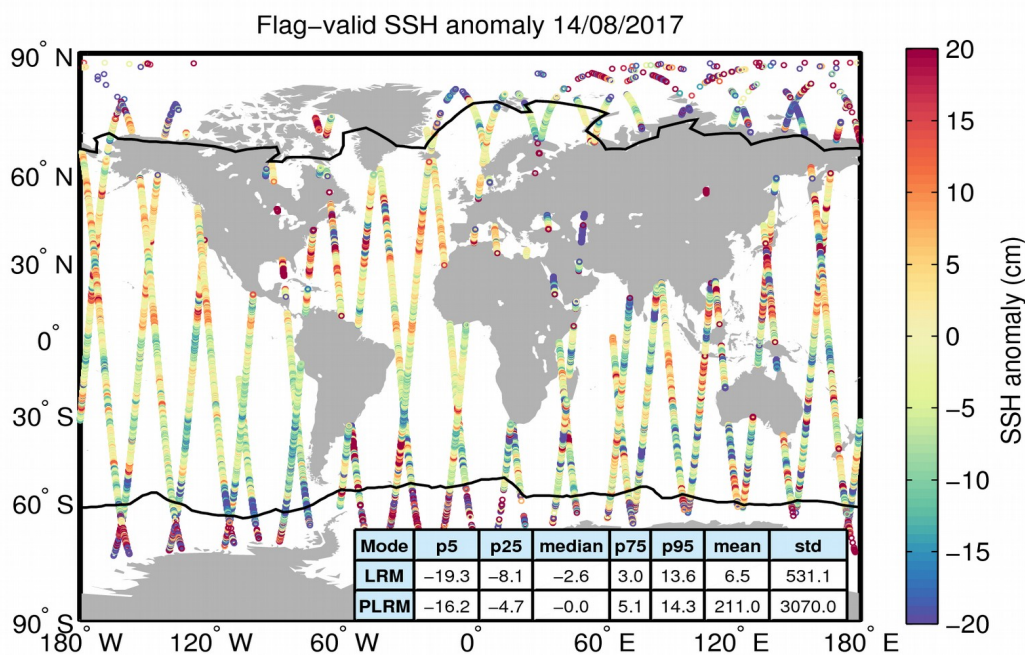 Flag−valid SSH anomaly 14/08/2017
90° N
60° N
30° N
0°
30° S
60° S
90° S
180° W
120° W
60° W
0°
60° E
120° E
180° E
Mode p5 p25 median p75 p95 mean std
LRM −19.3 −8.1 −2.6 3.0 13.6 6.5 531.1
PLRM −16.2 −4.7 −0.0 5.1 14.3 211.0 3070.0
20
15
10
5
0
−5
−10
−15
−20
SSH anomaly (cm)